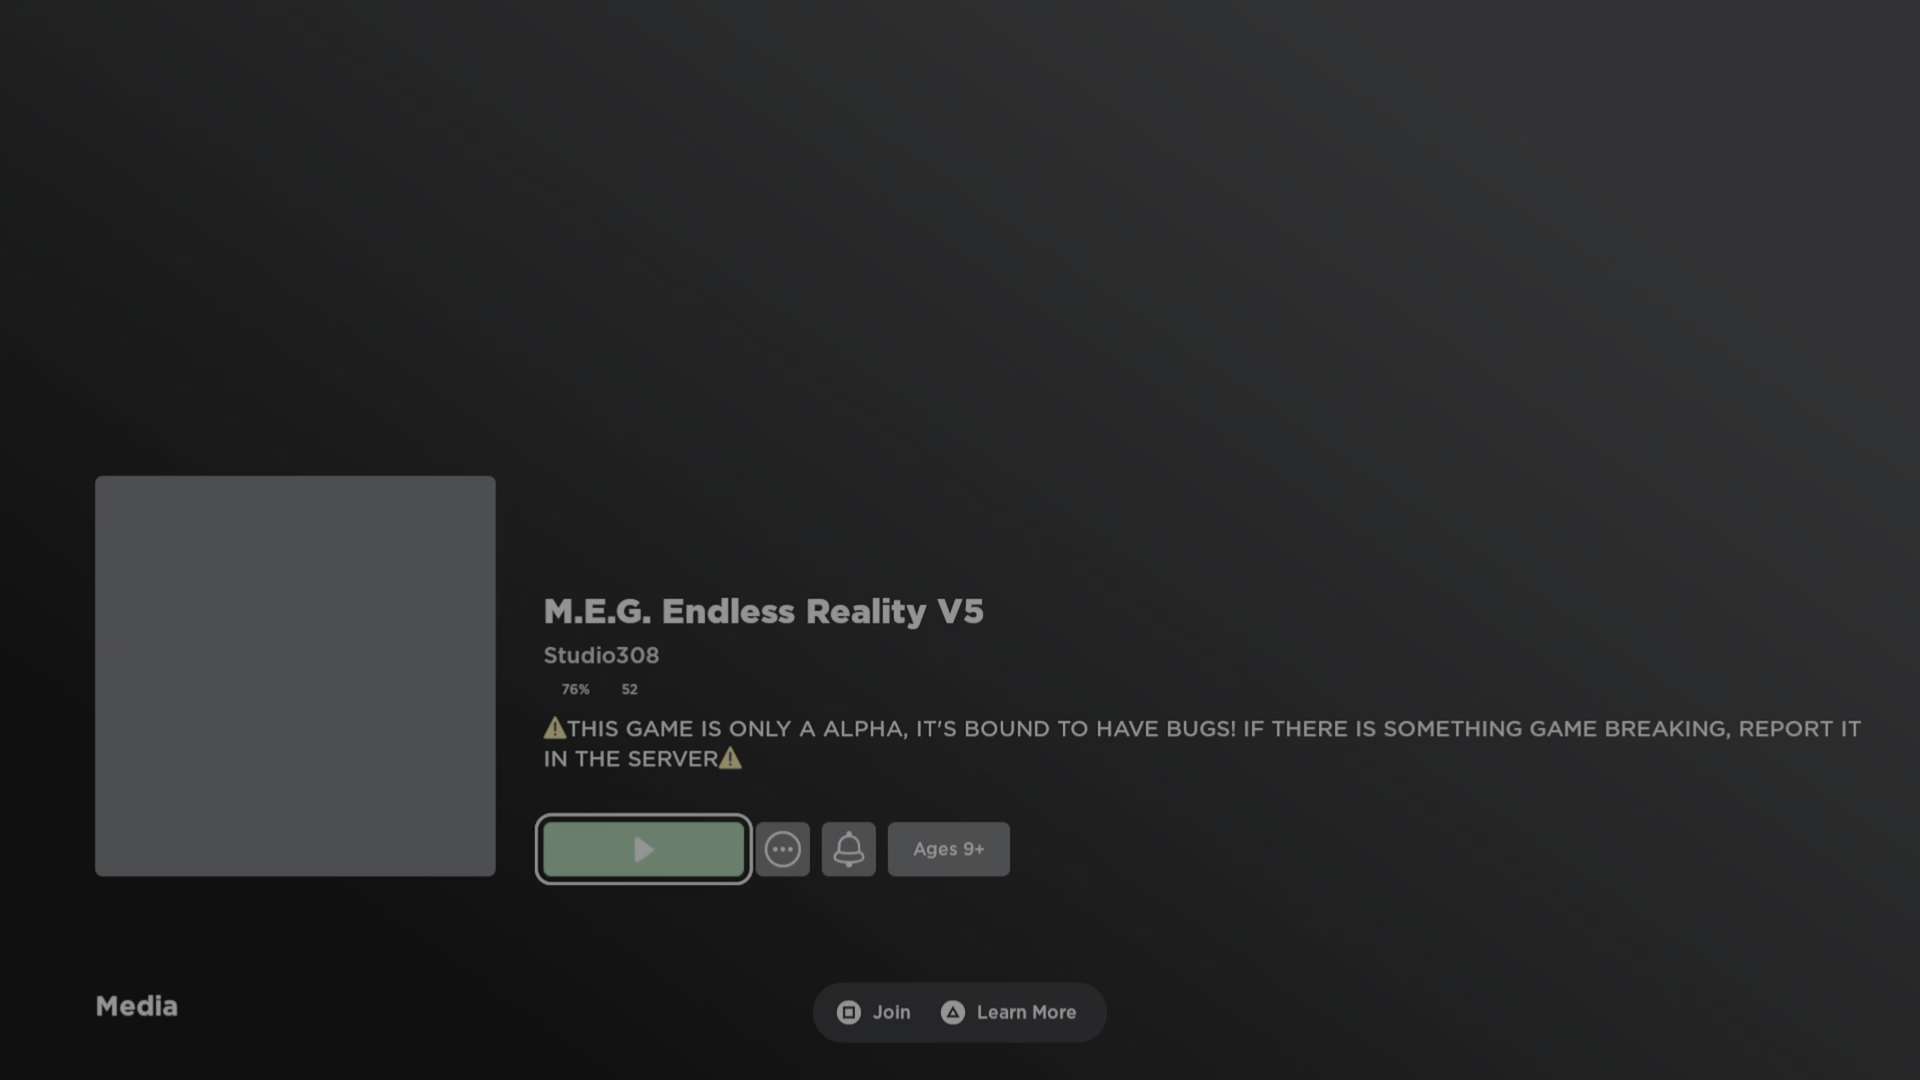 M.E.G. Endless Reality V5
Studio308
76% 52
⚠THIS GAME IS ONLY A ALPHA, IT'S BOUND TO HAVE BUGS! IF THERE IS SOMETHING GAME BREAKING, REPORT IT
IN THE SERVER⚠
Ages 9+
Media
Join Learn More